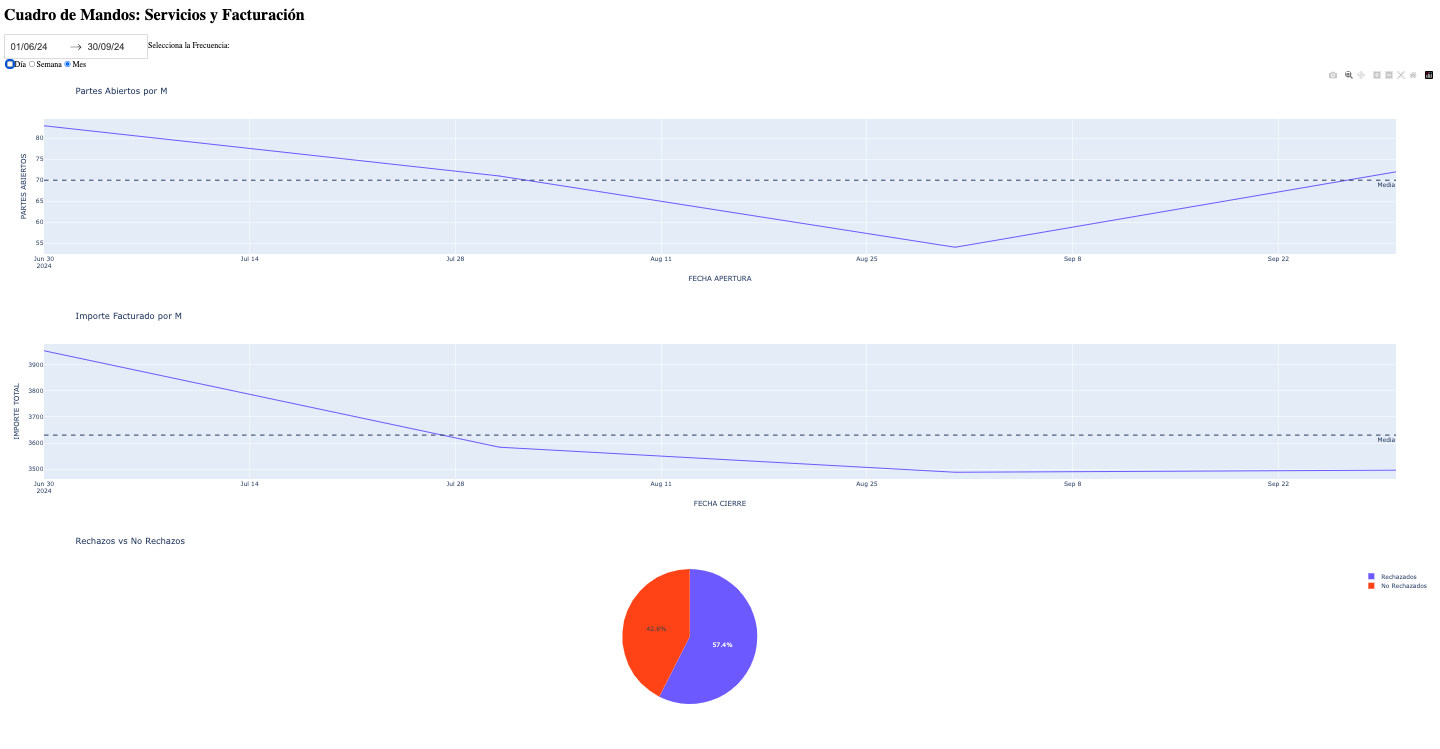 Cuadro de Mandos: Servicios y Facturación
01/06/24 → 30/09/24 Selecciona la Frecuencia:
Día Semana Mes
Partes Abiertos por M
80
75
70
65
60
55
PARTES ABIERTOS
Media
Jun 30 Jul 14 Jul 28 Aug 11 Aug 25 Sep 8 Sep 22
2024
FECHA APERTURA
Importe Facturado por M
3900
3800
3700
3600
3500
IMPORTE TOTAL
Media
Jun 30 Jul 14 Jul 28 Aug 11 Aug 25 Sep 8 Sep 22
2024
FECHA CIERRE
Rechazos vs No Rechazos
Rechazados
No Rechazados
42.6%
57.4%